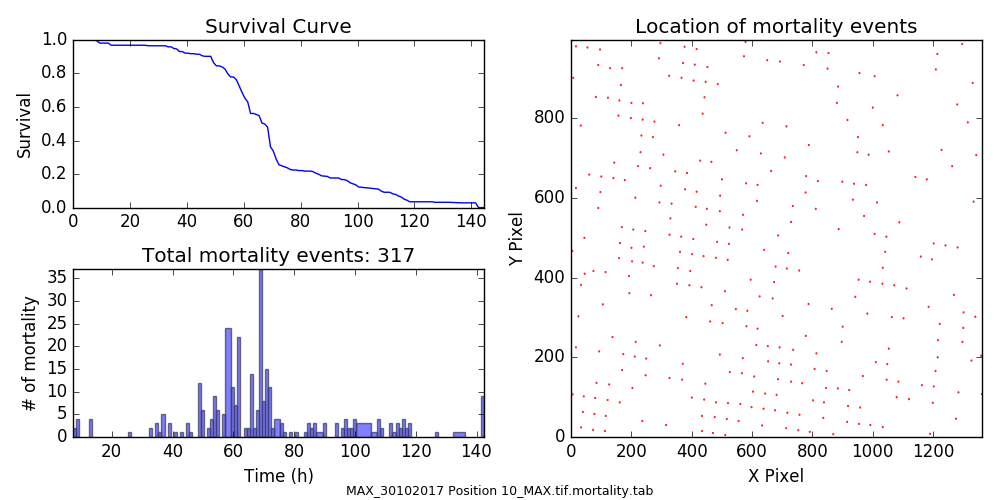 Survival Curve
1.0
0.8
0.6
0.4
0.2
0.0
Survival
0 20 40 60 80 100 120 140
Total mortality events: 317
35
30
25
20
15
10
5
0
# of mortality
20 40 60 80 100 120 140
Time (h)
Location of mortality events
800
600
400
200
0
Y Pixel
0 200 400 600 800 1000 1200
X Pixel
MAX_30102017 Position 10_MAX.tif.mortality.tab